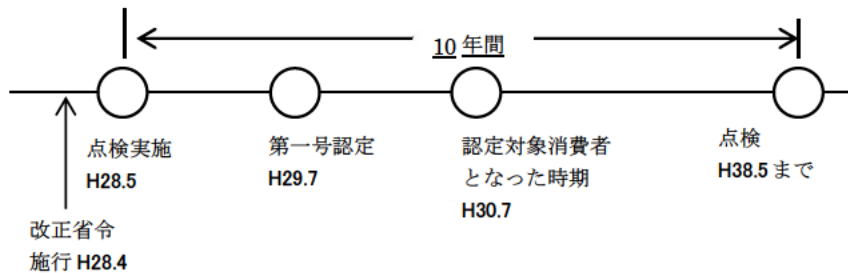 10 年間
点検実施
H28.5
第一号認定
H29.7
認定対象消費者
となった時期
H30.7
点検
H38.5 まで
改正省令
施行 H28.4